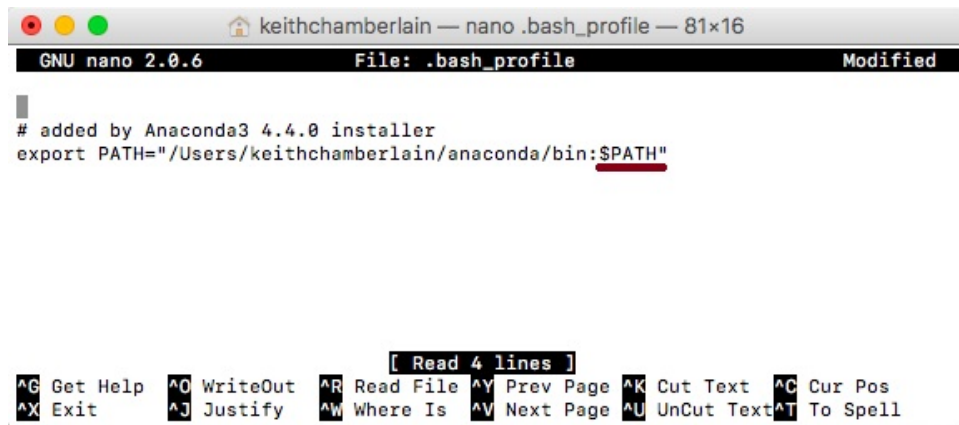 keithchamberlain — nano .bash_profile — 81×16
GNU nano 2.0.6 File: .bash_profile Modified
# added by Anaconda3 4.4.0 installer
export PATH="/Users/keithchamberlain/anaconda/bin:$PATH"
[ Read 4 lines ]
^G Get Help ^O WriteOut ^R Read File ^Y Prev Page ^K Cut Text ^C Cur Pos
^X Exit ^J Justify ^W Where Is ^V Next Page ^U UnCut Text^T To Spell